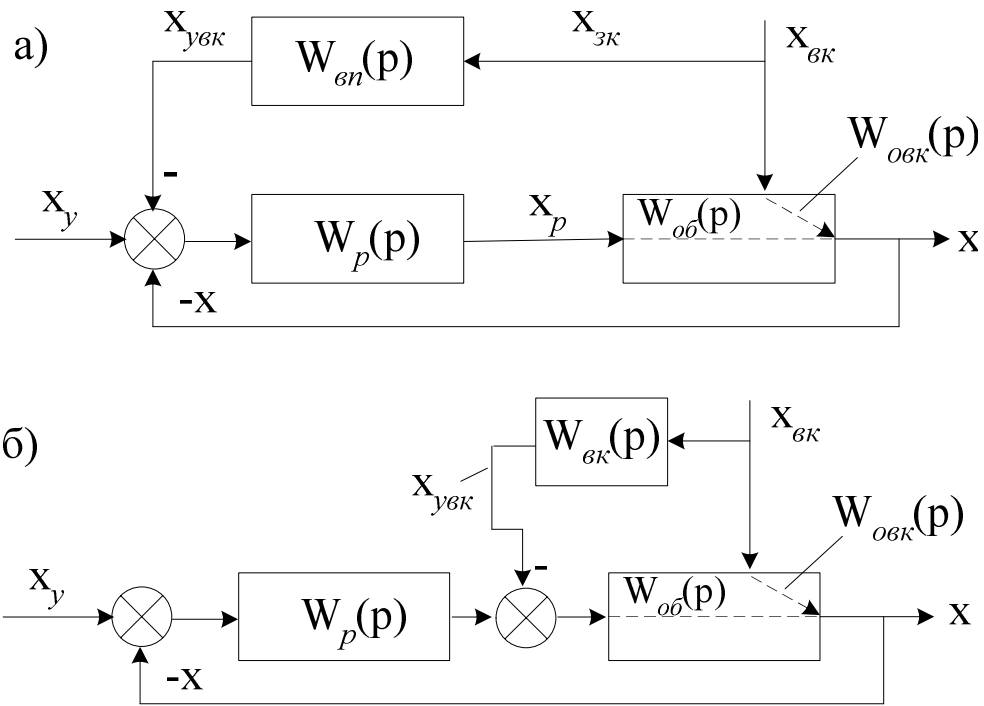 а)
xувк
Wвп(p)
xзк
xвк
Wовк(p)
-
xу
Wр(p)
xр
Wоб(p)
x
-x
б)
Wвк(p)
xвк
xувк
Wовк(p)
-
xу
Wр(p)
Wоб(p)
x
-x